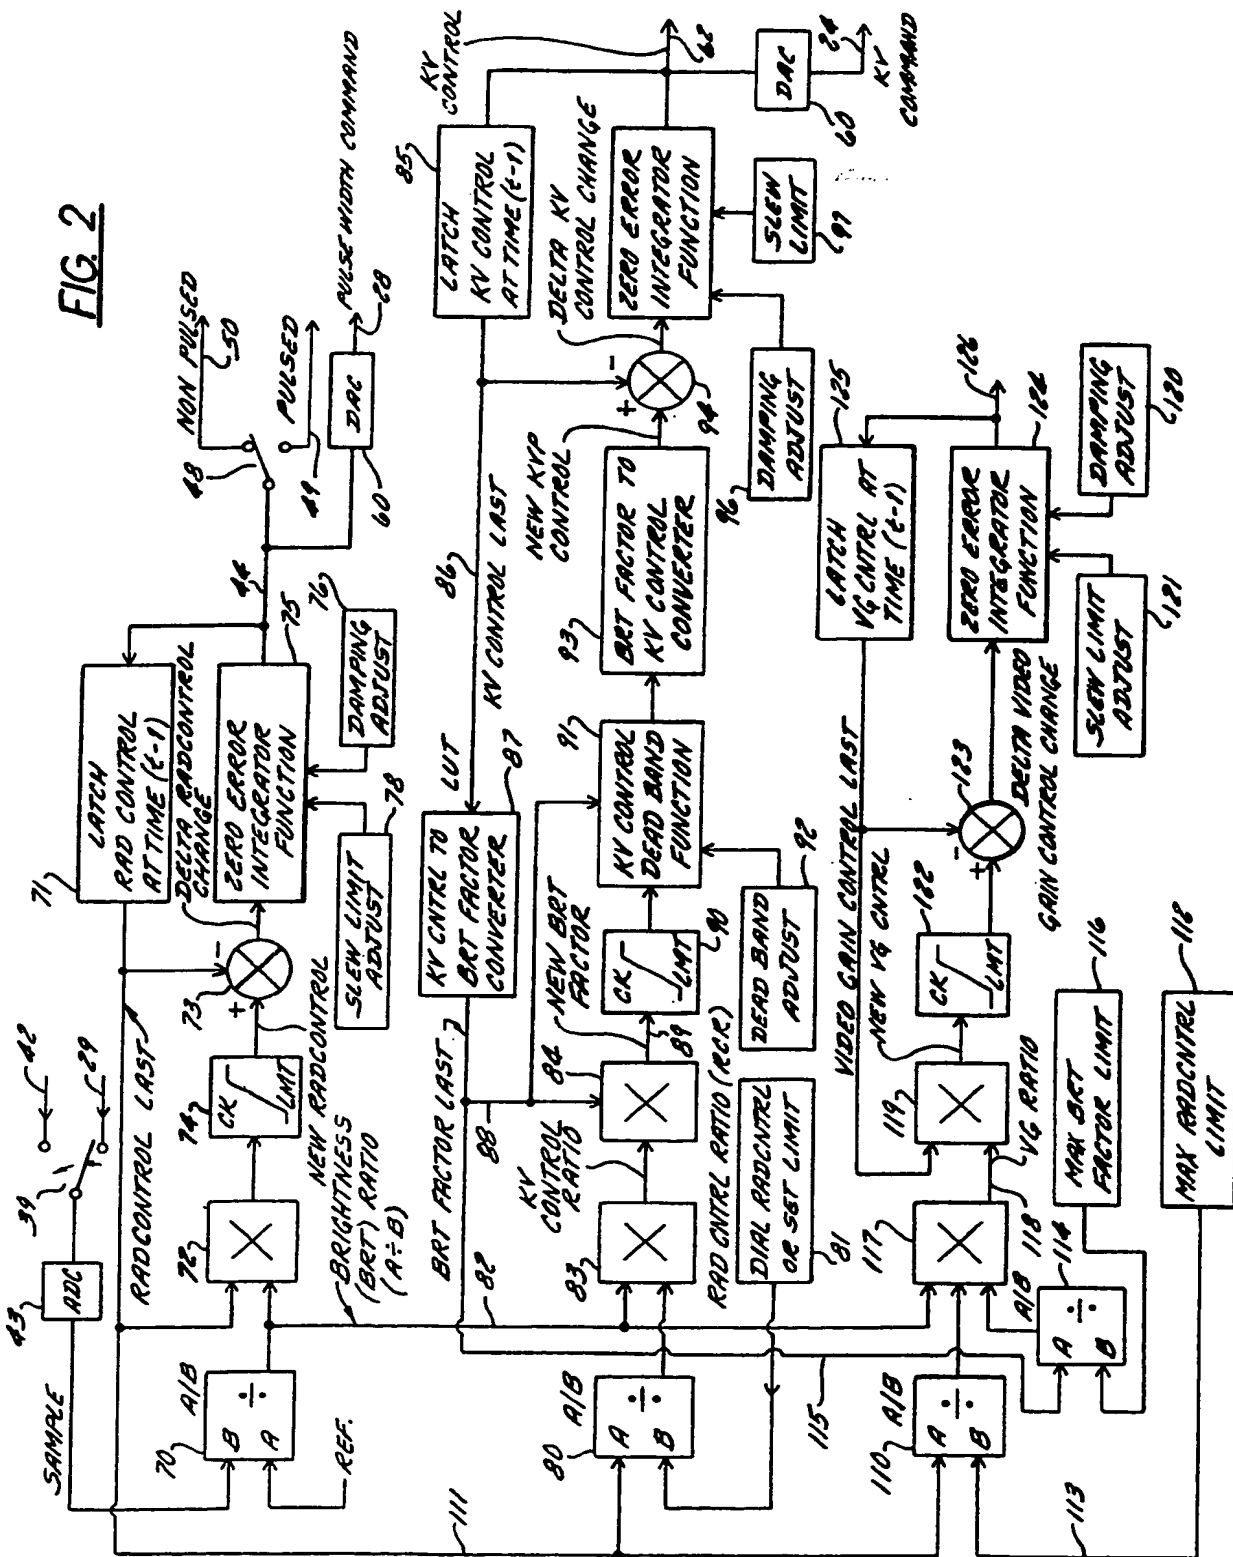 FIG. 2
39
42
29
43
ADC
SAMPLE
RADCONTROL LAST
71
LATCH
RAD CONTROL
AT TIME (t-1)
DELTA RADCONTROL
CHANGE
ZERO ERROR
INTEGRATOR
FUNCTION
75
44
48
NON PULSED
50
PULSED
49
DAC
60
PULSE WIDTH COMMAND
28
76
DAMPING
ADJUST
78
SLEW LIMIT
ADJUST
73
+
-
74
CK
LMT
NEW RADCONTROL
72
X
BRIGHTNESS
(BRT) RATIO
(A÷B)
70
A/B
B
A
÷
REF.
111
82
BRT FACTOR LAST
88
KV CNTRL TO
BRT FACTOR
CONVERTER
87
LUT
86
KV CONTROL LAST
85
LATCH
KV CONTROL
AT TIME (t-1)
KV
CONTROL
62
DAC
60
24
KV
COMMAND
ZERO ERROR
INTEGRATOR
FUNCTION
SLEW
LIMIT
97
DELTA KV
CONTROL CHANGE
+
-
94
DAMPING
ADJUST
96
NEW KVP
CONTROL
93
BRT FACTOR TO
KV CONTROL
CONVERTER
91
KV CONTROL
DEAD BAND
FUNCTION
DEAD BAND
ADJUST
92
NEW BRT
FACTOR
89
CK
LMT
90
84
X
KV
CONTROL
RATIO
83
X
RAD CNTRL RATIO (RCR)
80
A/B
A
B
÷
DIAL RADCNTRL
OR SET LIMIT
81
115
VIDEO GAIN CONTROL LAST
LATCH
VG CNTRL AT
TIME (t-1)
125
126
ZERO ERROR
INTEGRATOR
FUNCTION
124
DAMPING
ADJUST
120
SLEW LIMIT
ADJUST
121
DELTA VIDEO
GAIN CONTROL CHANGE
123
-
+
122
CK
LMT
NEW VG CNTRL
119
X
VG RATIO
118
117
X
110
A/B
A
B
÷
A/B
114
A
B
÷
MAX BRT
FACTOR LIMIT
116
MAX RADCNTRL
LIMIT
112
113